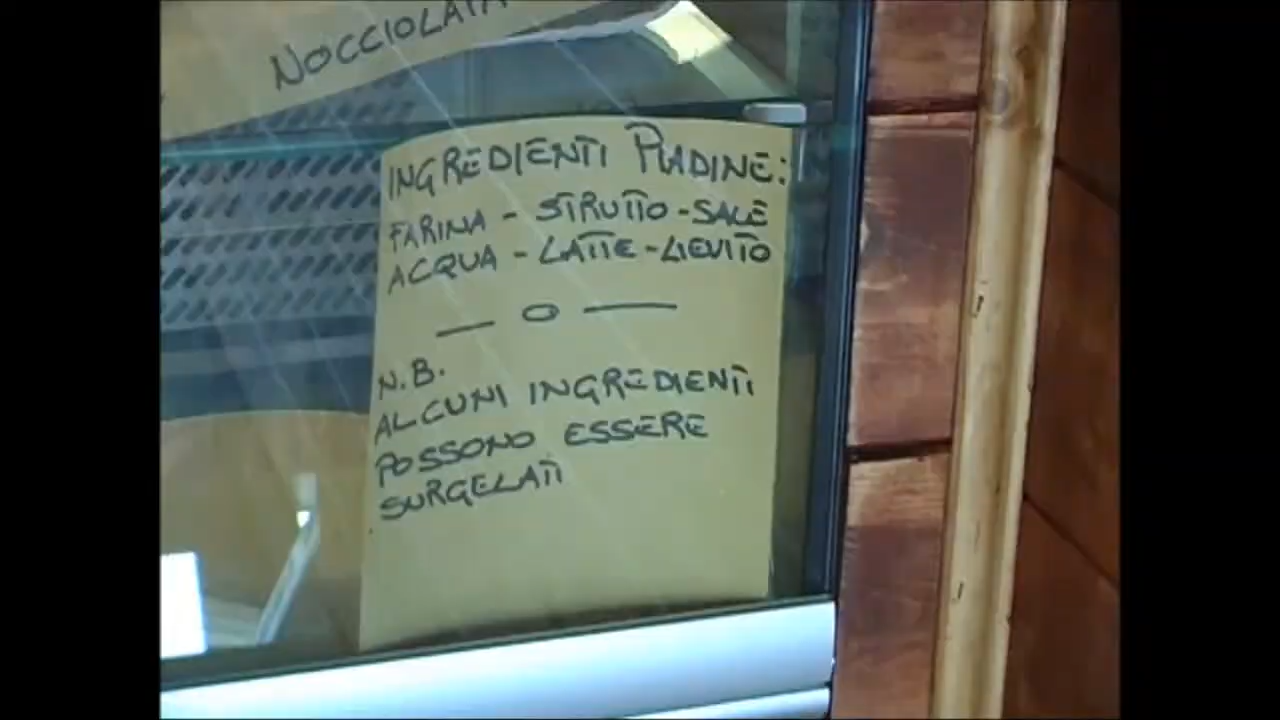 NOCCIOLATA
INGREDIENTI PIADINE:
FARINA - STRUTTO - SALE
ACQUA - LATTE - LIEVITO
— O —
N.B.
ALCUNI INGREDIENTI
POSSONO ESSERE
SURGELATI